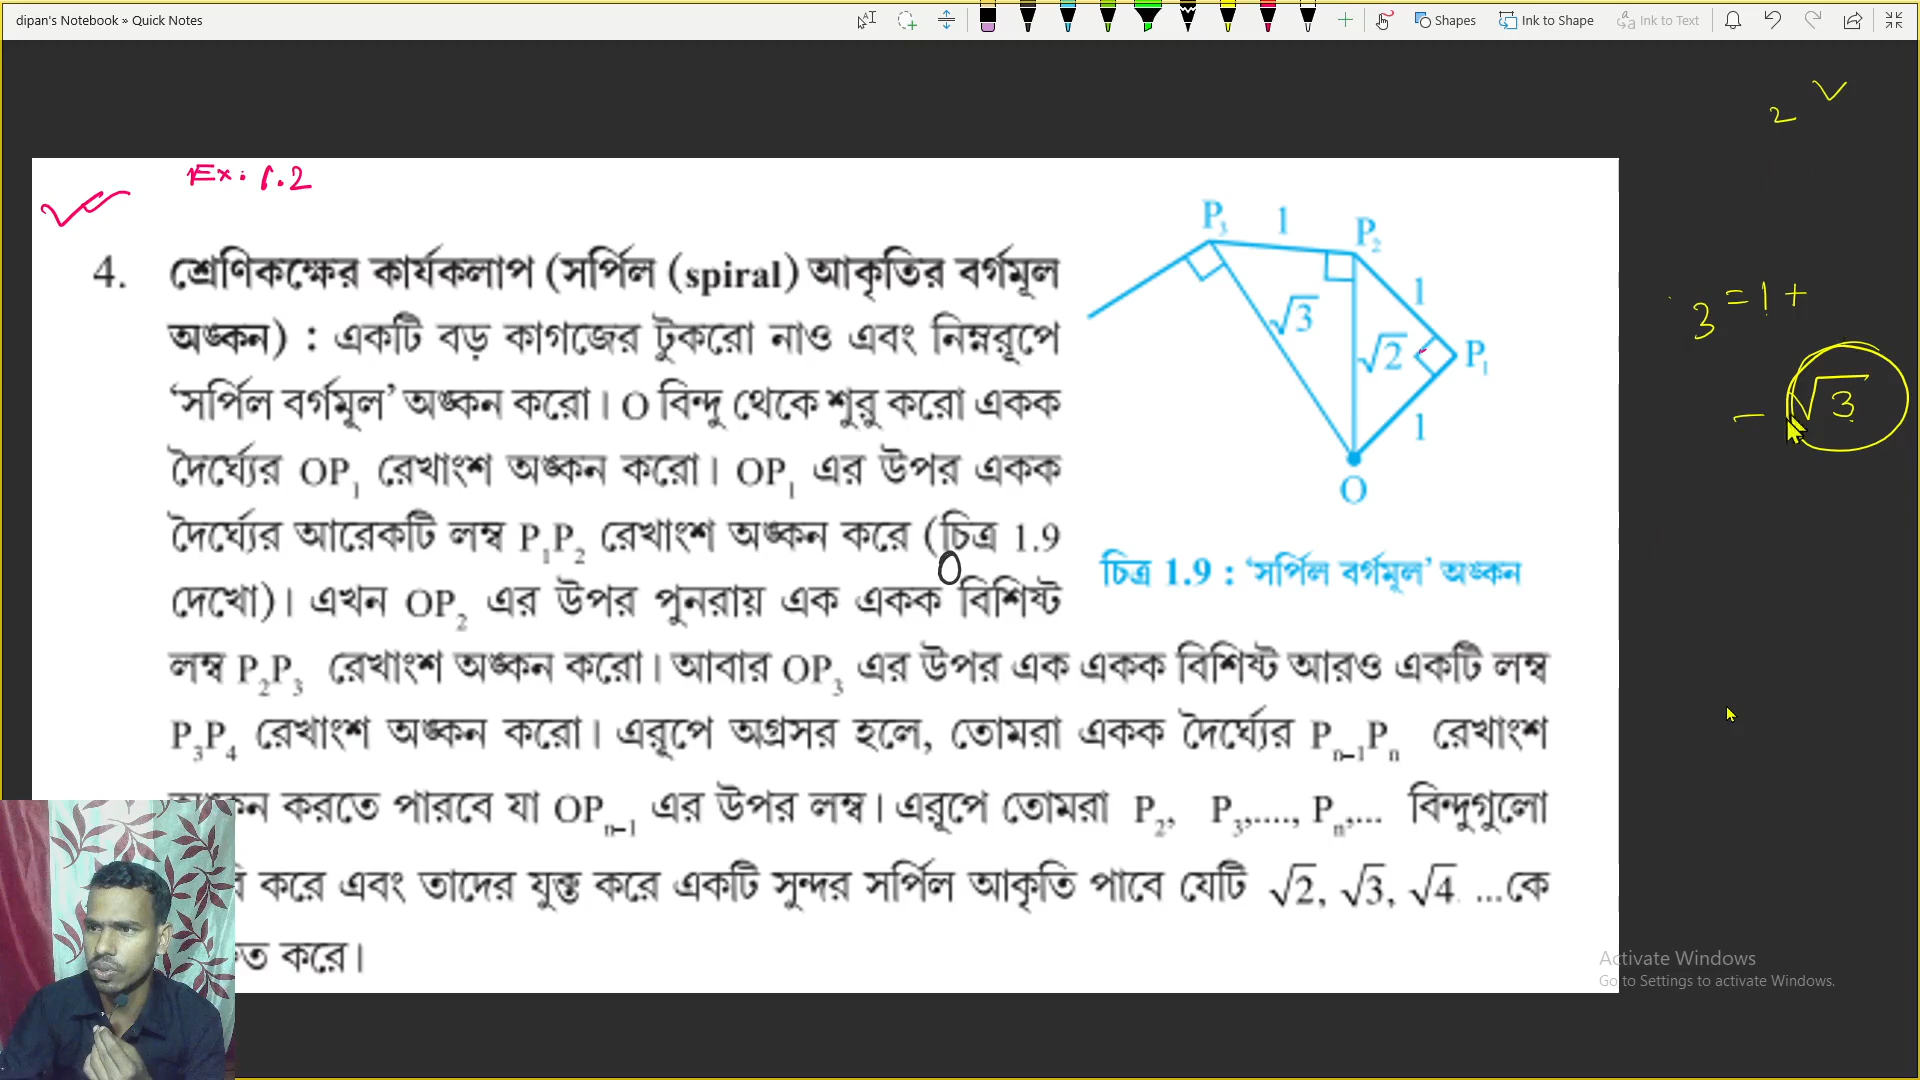 dipan's Notebook » Quick Notes
Shapes
Ink to Shape
Ink to Text
2
Ex. 1.2
P3 1 P2
4. শ্রেণিকক্ষের কার্যকলাপ (সর্পিল (spiral) আকৃতির বর্গমূল
অঙ্কন) : একটি বড় কাগজের টুকরো নাও এবং নিম্নরূপে
‘সর্পিল বর্গমূল’ অঙ্কন করো। O বিন্দু থেকে শুরু করো একক
দৈর্ঘ্যের OP1 রেখাংশ অঙ্কন করো। OP1 এর উপর একক
দৈর্ঘ্যের আরেকটি লম্ব P1P2 রেখাংশ অঙ্কন করে (চিত্র 1.9
দেখো)। এখন OP2 এর উপর পুনরায় এক একক বিশিষ্ট
লম্ব P2P3 রেখাংশ অঙ্কন করো। আবার OP3 এর উপর এক একক বিশিষ্ট আরও একটি লম্ব
P3P4 রেখাংশ অঙ্কন করো। এরূপে অগ্রসর হলে, তোমরা একক দৈর্ঘ্যের Pn–1Pn রেখাংশ
করতে পারবে যা OPn–1 এর উপর লম্ব। এরূপে তোমরা P2, P3,...., Pn,... বিন্দুগুলো
করে এবং তাদের যুক্ত করে একটি সুন্দর সর্পিল আকৃতি পাবে যেটি √2, √3, √4 ...কে
করে।
1
√3
√2 P1
1
O
চিত্র 1.9 : ‘সর্পিল বর্গমূল’ অঙ্কন
0
3 = 1 +
– √3
Activate Windows
Go to Settings to activate Windows.